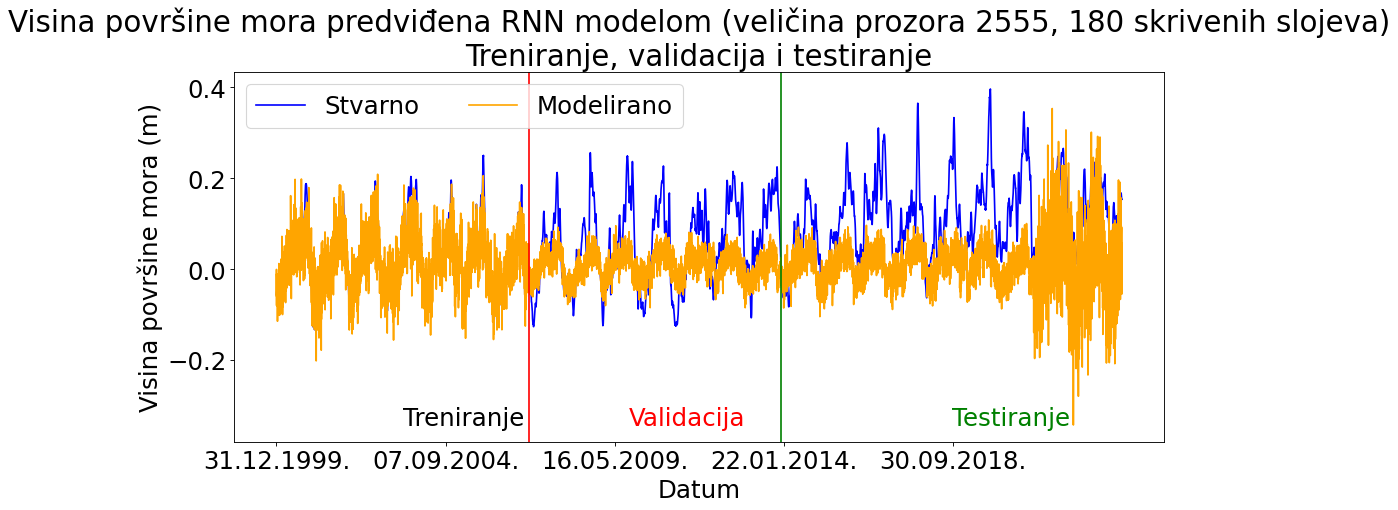 Visina površine mora predviđena RNN modelom (veličina prozora 2555, 180 skrivenih slojeva)
Treniranje, validacija i testiranje
Stvarno
Modelirano
Visina površine mora (m)
0.4
0.2
0.0
−0.2
Treniranje
Validacija
Testiranje
31.12.1999.
07.09.2004.
16.05.2009.
22.01.2014.
30.09.2018.
Datum